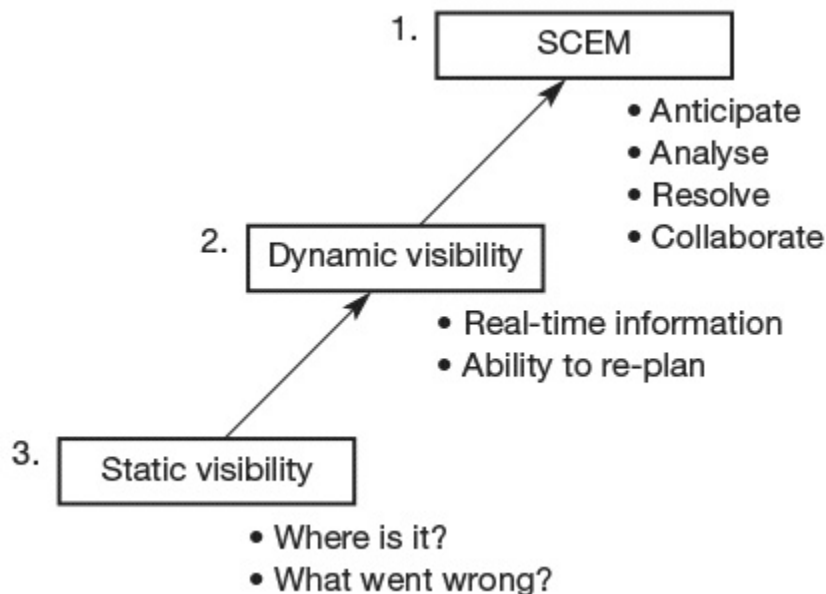 1. SCEM
• Anticipate
• Analyse
• Resolve
• Collaborate
2. Dynamic visibility
• Real-time information
• Ability to re-plan
3. Static visibility
• Where is it?
• What went wrong?